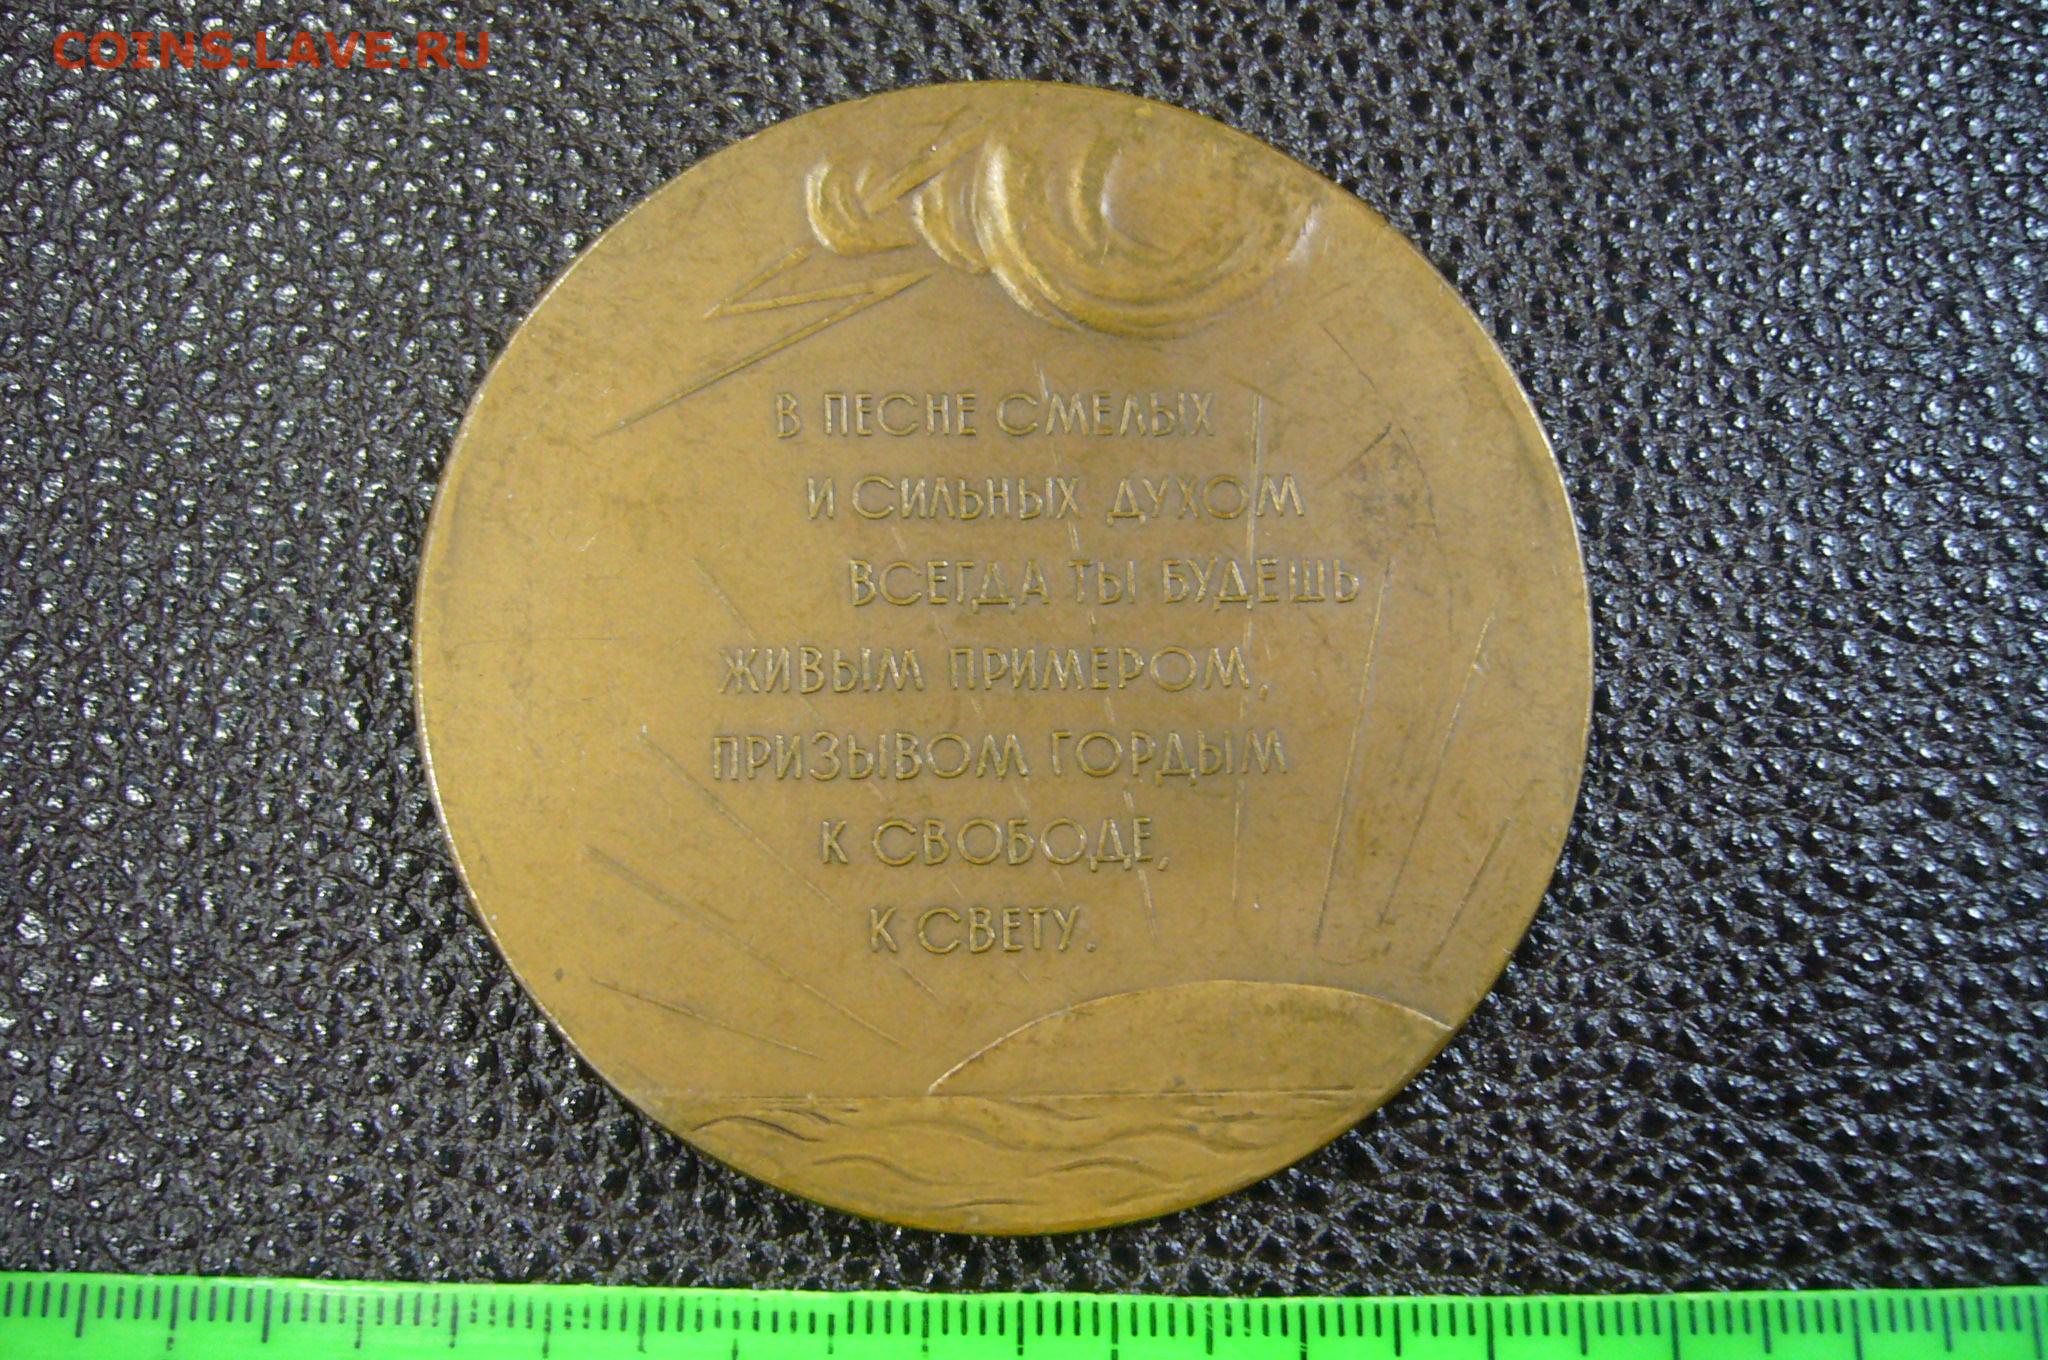 COINS.LAVE.RU
В ПЕСНЕ СМЕЛЫХ
И СИЛЬНЫХ ДУХОМ
ВСЕГДА ТЫ БУДЕШЬ
ЖИВЫМ ПРИМЕРОМ,
ПРИЗЫВОМ ГОРДЫМ
К СВОБОДЕ,
К СВЕТУ.